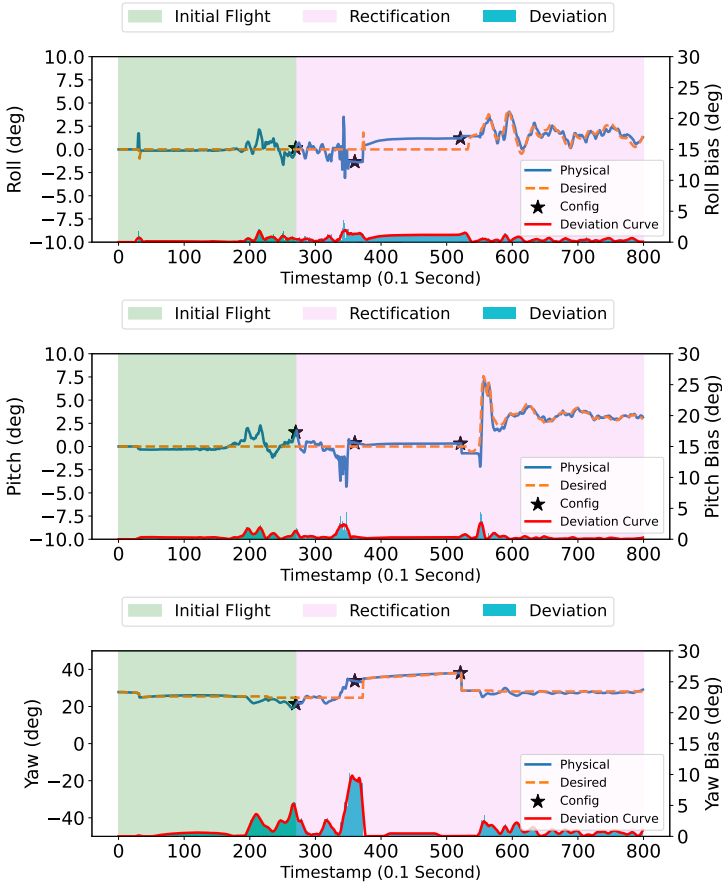 Initial Flight Rectification Deviation
10.0 7.5 5.0 2.5 0.0 −2.5 −5.0 −7.5 −10.0
Roll (deg)
30 25 20 15 10 5 0
Roll Bias (deg)
Physical
Desired
Config
Deviation Curve
0 100 200 300 400 500 600 700 800
Timestamp (0.1 Second)
Initial Flight Rectification Deviation
10.0 7.5 5.0 2.5 0.0 −2.5 −5.0 −7.5 −10.0
Pitch (deg)
30 25 20 15 10 5 0
Pitch Bias (deg)
Physical
Desired
Config
Deviation Curve
0 100 200 300 400 500 600 700 800
Timestamp (0.1 Second)
Initial Flight Rectification Deviation
40 20 0 −20 −40
Yaw (deg)
30 25 20 15 10 5 0
Yaw Bias (deg)
Physical
Desired
Config
Deviation Curve
0 100 200 300 400 500 600 700 800
Timestamp (0.1 Second)